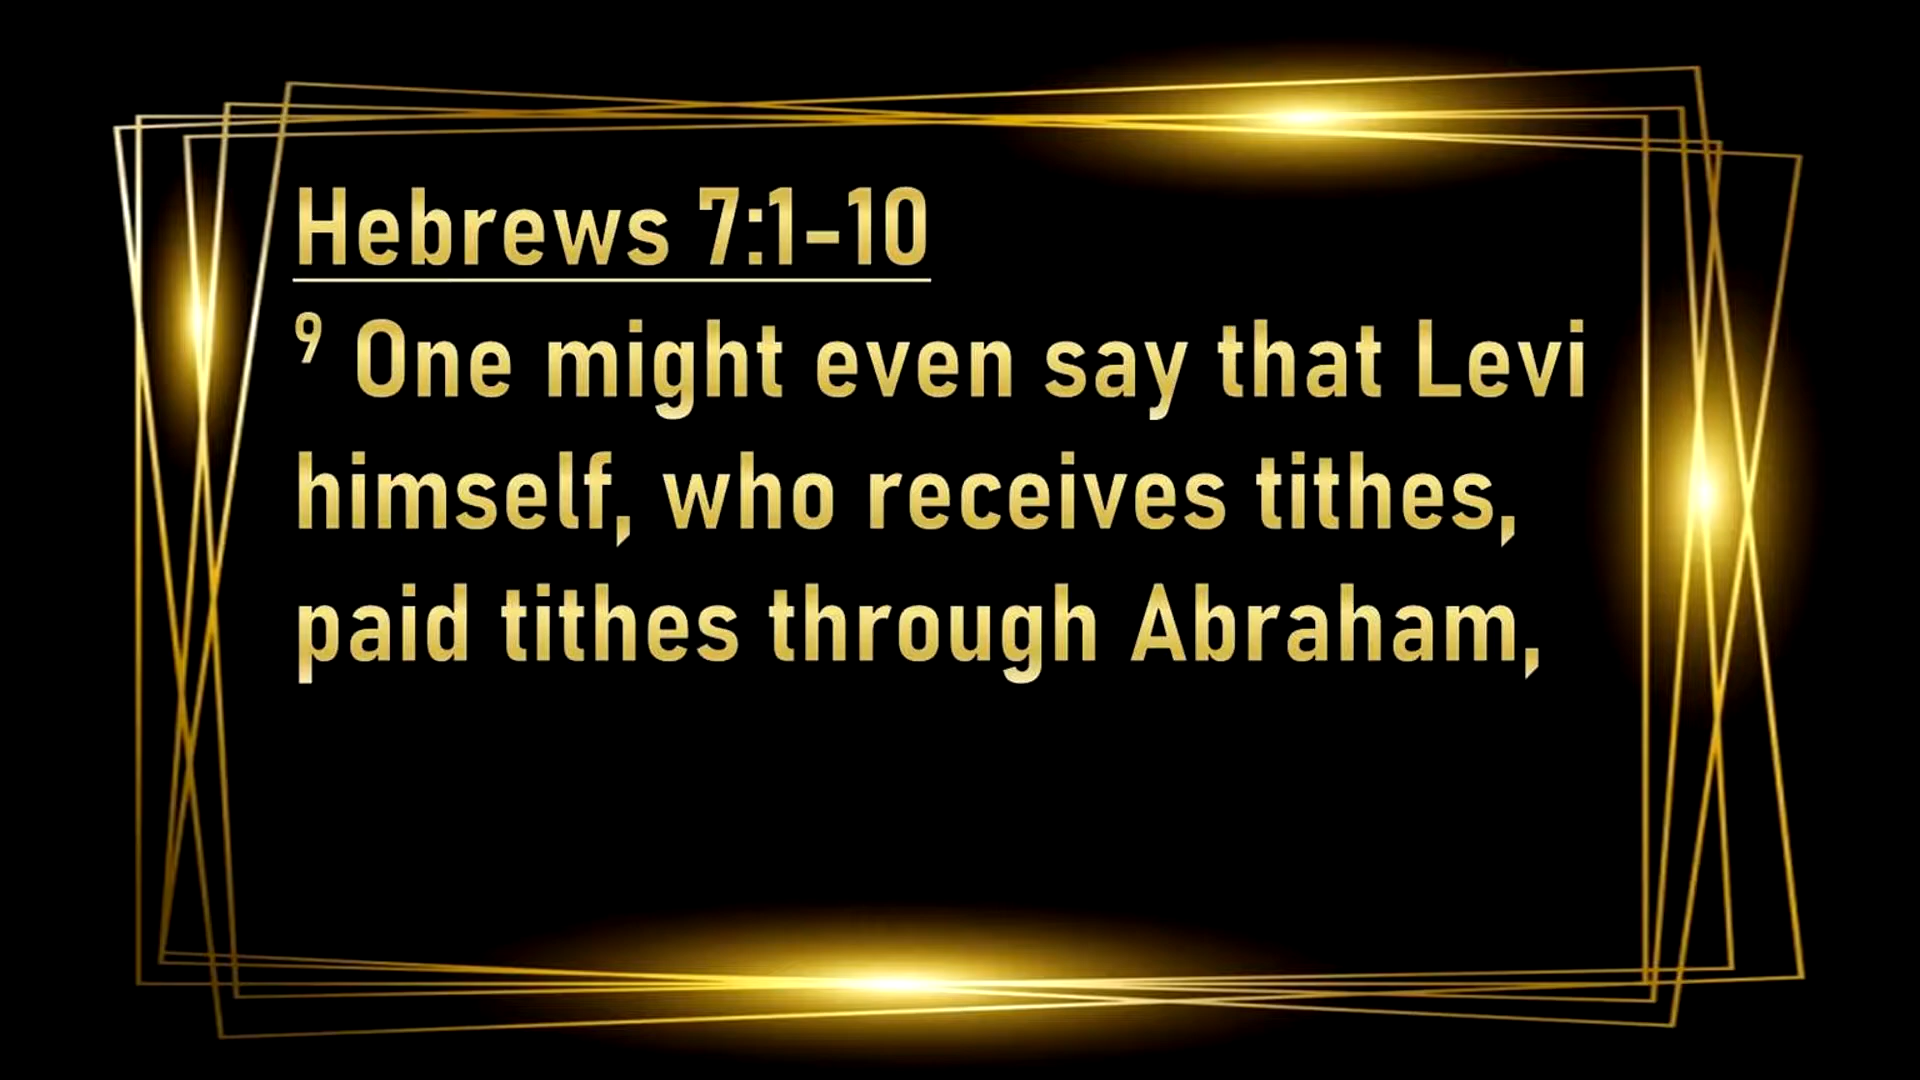 Hebrews 7:1-10
9 One might even say that Levi
himself, who receives tithes,
paid tithes through Abraham,